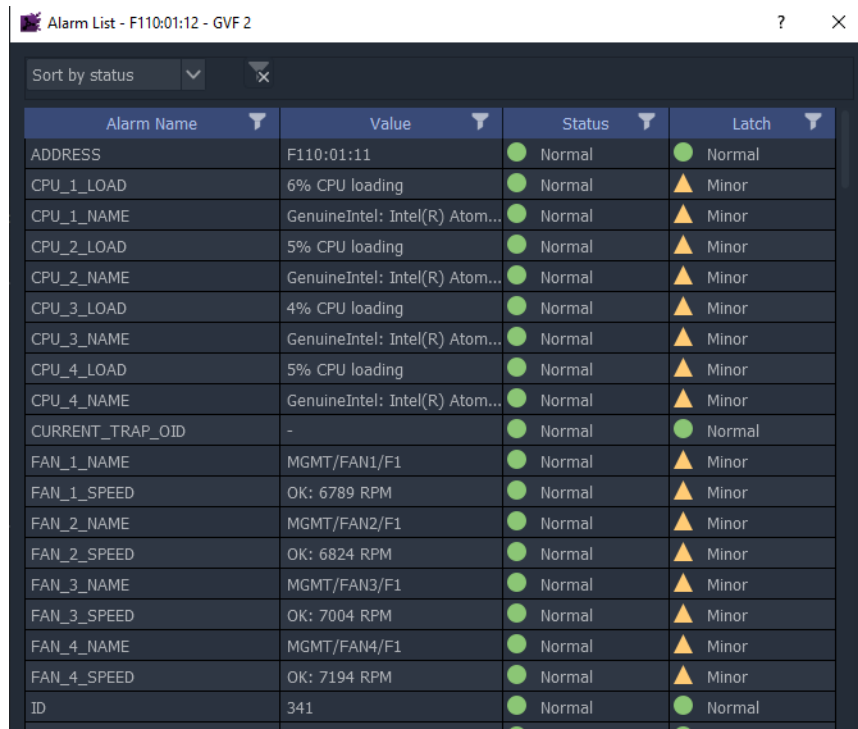 Alarm List - F110:01:12 - GVF 2 ? ×
Sort by status
Alarm Name Value Status Latch
ADDRESS F110:01:11 Normal Normal
CPU_1_LOAD 6% CPU loading Normal Minor
CPU_1_NAME GenuineIntel: Intel(R) Atom... Normal Minor
CPU_2_LOAD 5% CPU loading Normal Minor
CPU_2_NAME GenuineIntel: Intel(R) Atom... Normal Minor
CPU_3_LOAD 4% CPU loading Normal Minor
CPU_3_NAME GenuineIntel: Intel(R) Atom... Normal Minor
CPU_4_LOAD 5% CPU loading Normal Minor
CPU_4_NAME GenuineIntel: Intel(R) Atom... Normal Minor
CURRENT_TRAP_OID - Normal Normal
FAN_1_NAME MGMT/FAN1/F1 Normal Minor
FAN_1_SPEED OK: 6789 RPM Normal Minor
FAN_2_NAME MGMT/FAN2/F1 Normal Minor
FAN_2_SPEED OK: 6824 RPM Normal Minor
FAN_3_NAME MGMT/FAN3/F1 Normal Minor
FAN_3_SPEED OK: 7004 RPM Normal Minor
FAN_4_NAME MGMT/FAN4/F1 Normal Minor
FAN_4_SPEED OK: 7194 RPM Normal Minor
ID 341 Normal Normal